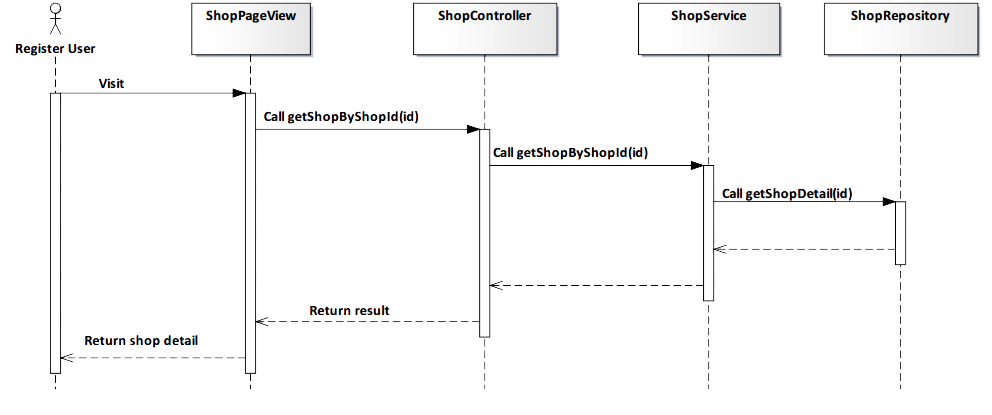 ShopPageView
ShopController
ShopService
ShopRepository
Register User
Visit
Call getShopByShopId(id)
Call getShopByShopId(id)
Call getShopDetail(id)
Return result
Return shop detail